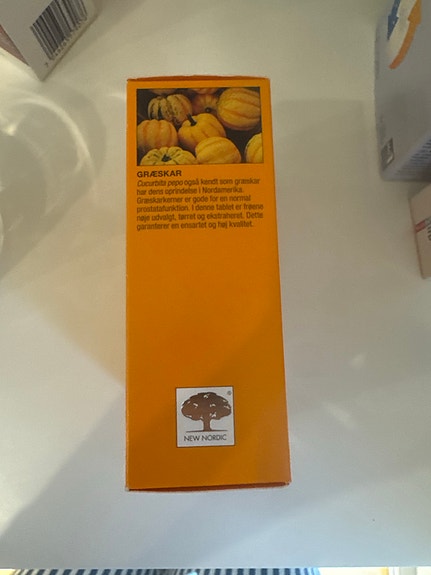 GRÆSKAR
Cucurbita pepo også kendt som græskar
har dens oprindelse i Nordamerika.
Græskarkerner er gode for en normal
prostatafunktion. I denne tablet er frøene
nøje udvalgt, tørret og ekstraheret. Dette
garanterer en ensartet og høj kvalitet.
®
NEW NORDIC